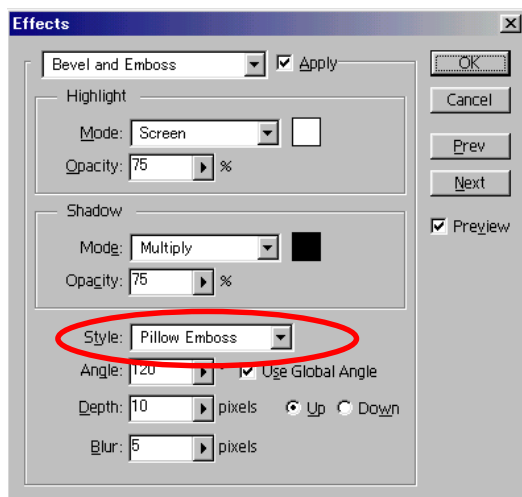 Effects
Bevel and Emboss Apply OK
Highlight Cancel
Mode: Screen
Opacity: 75 % Prev
Next
Shadow
Preview
Mode: Multiply
Opacity: 75 %
Style: Pillow Emboss
Angle: 120 ° Use Global Angle
Depth: 10 pixels Up Down
Blur: 5 pixels